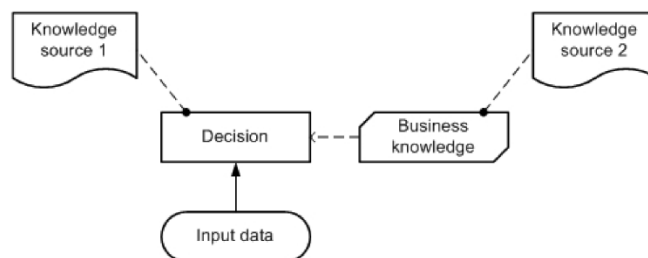 Knowledge
source 1
Knowledge
source 2
Decision
Business
knowledge
Input data